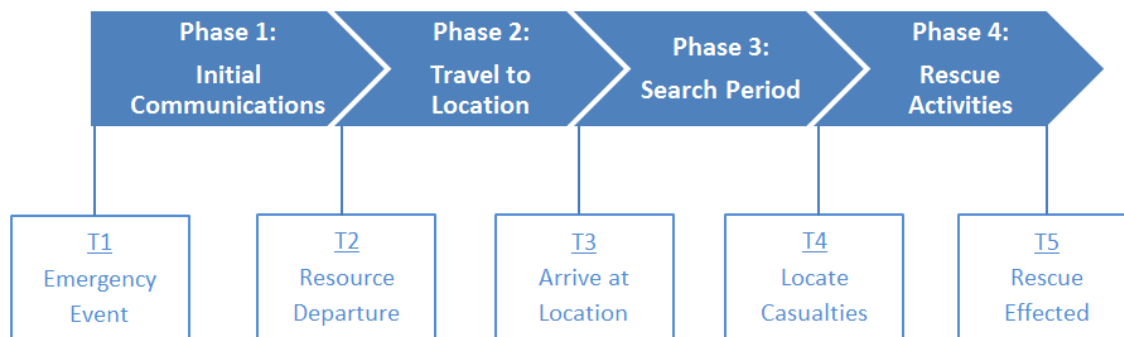 Phase 1:
Initial
Communications
Phase 2:
Travel to
Location
Phase 3:
Search Period
Phase 4:
Rescue
Activities
T1
Emergency
Event
T2
Resource
Departure
T3
Arrive at
Location
T4
Locate
Casualties
T5
Rescue
Effected